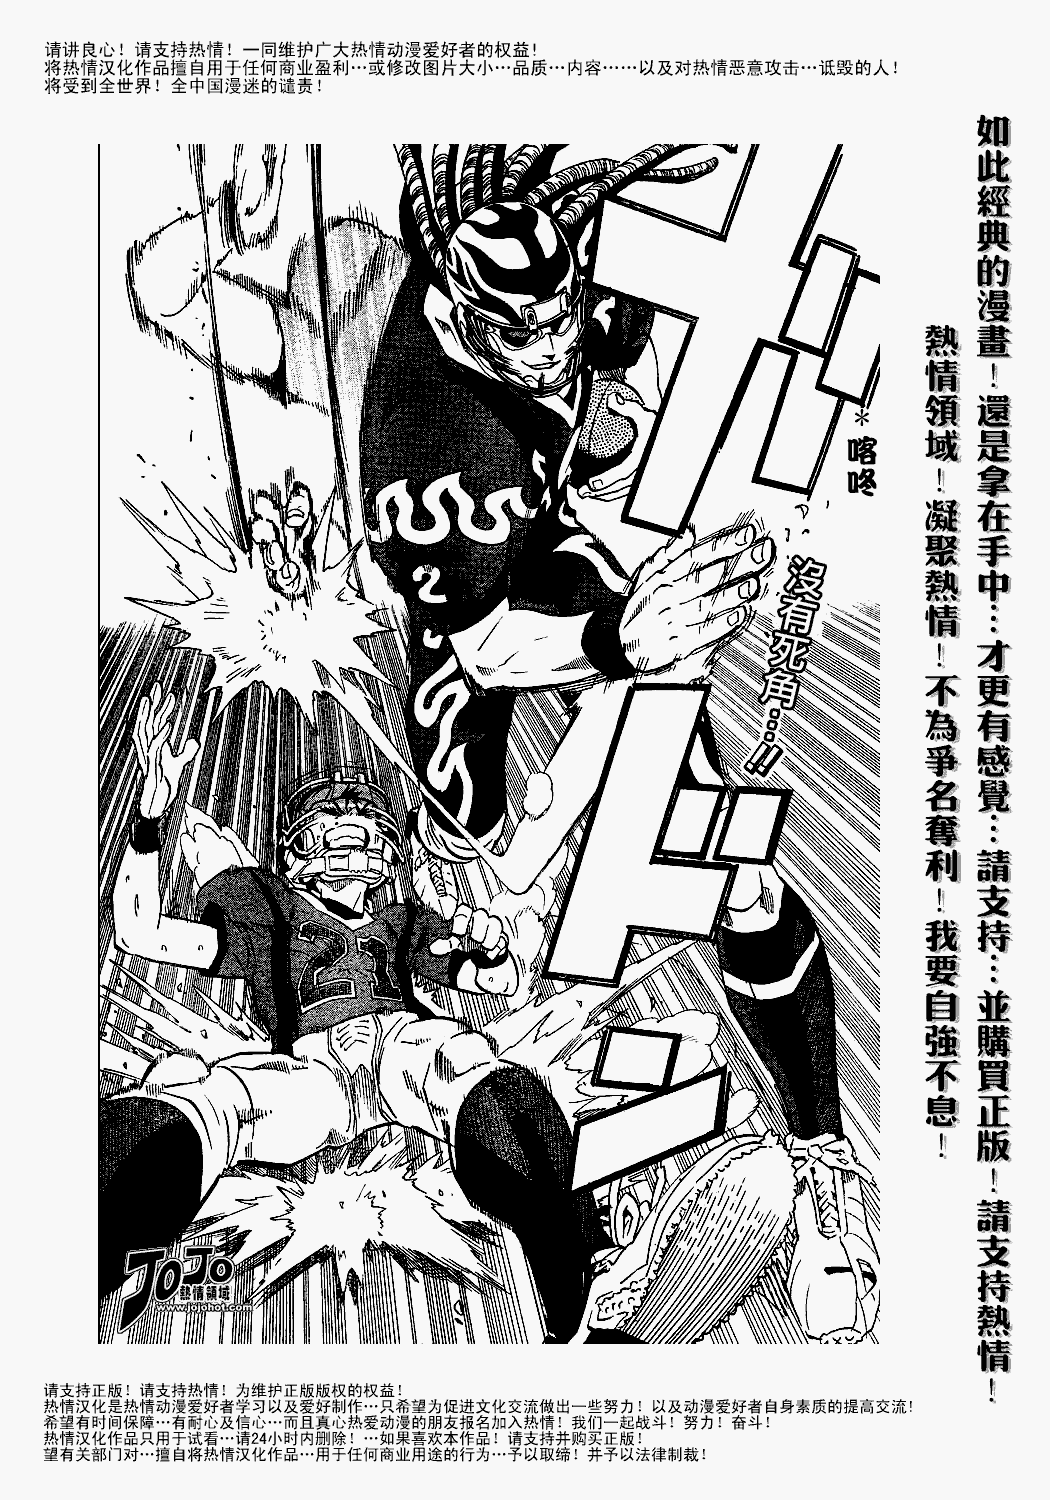 请讲良心！请支持热情！一同维护广大热情动漫爱好者的权益！
将热情汉化作品擅自用于任何商业盈利…或修改图片大小…品质…内容……以及对热情恶意攻击…诋毁的人！
将受到全世界！全中国漫迷的谴责！
如此經典的漫畫！還是拿在手中…才更有感覺…請支持…並購買正版！請支持熱情！
熱情領域！凝聚熱情！不為爭名奪利！我要自強不息！
ガガッ
*喀咚
沒有死角…!!
ドドッ
2
21
JOJO
熱情領域
www.jojohot.com
请支持正版！请支持热情！为维护正版版权的权益！
热情汉化是热情动漫爱好者学习以及爱好制作…只希望为促进文化交流做出一些努力！以及动漫爱好者自身素质的提高交流！
希望有时间保障…有耐心及信心…而且真心热爱动漫的朋友报名加入热情！我们一起战斗！努力！奋斗！
热情汉化作品只用于试看…请24小时内删除！…如果喜欢本作品！请支持并购买正版！
望有关部门对…擅自将热情汉化作品…用于任何商业用途的行为…予以取缔！并予以法律制裁！